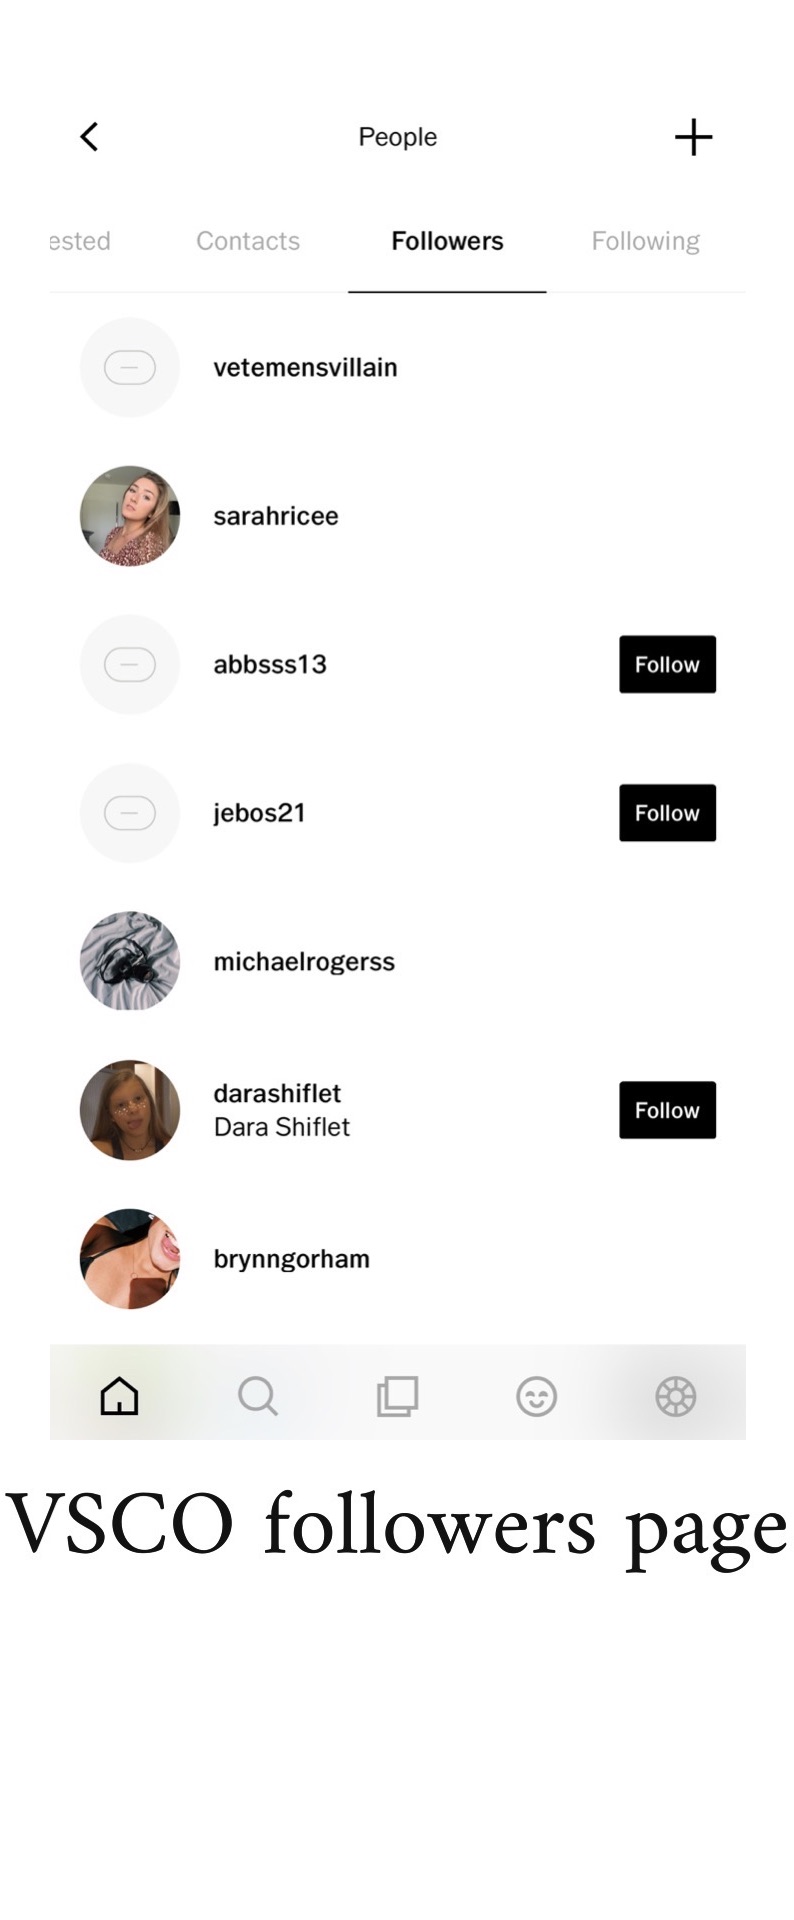 People
ested Contacts Followers Following
vetemensvillain
sarahricee
abbsss13 Follow
jebos21 Follow
michaelrogerss
darashiflet
Dara Shiflet Follow
brynngorham
VSCO followers page